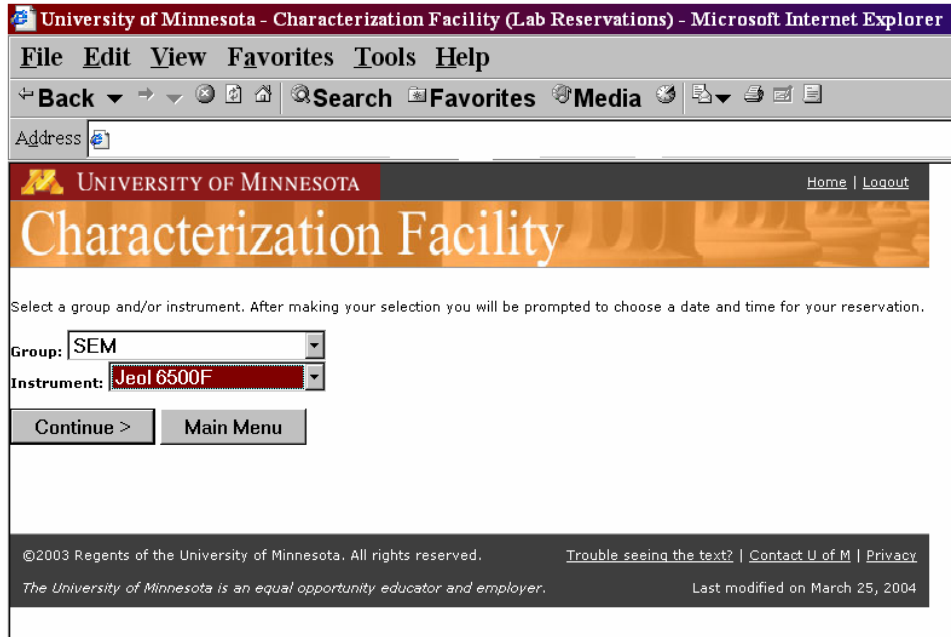 University of Minnesota - Characterization Facility (Lab Reservations) - Microsoft Internet Explorer
File Edit View Favorites Tools Help
Back Search Favorites Media
Address
UNIVERSITY OF MINNESOTA Home | Logout
Characterization Facility
Select a group and/or instrument. After making your selection you will be prompted to choose a date and time for your reservation.
Group: SEM
Instrument: Jeol 6500F
Continue > Main Menu
©2003 Regents of the University of Minnesota. All rights reserved. Trouble seeing the text? | Contact U of M | Privacy
The University of Minnesota is an equal opportunity educator and employer. Last modified on March 25, 2004